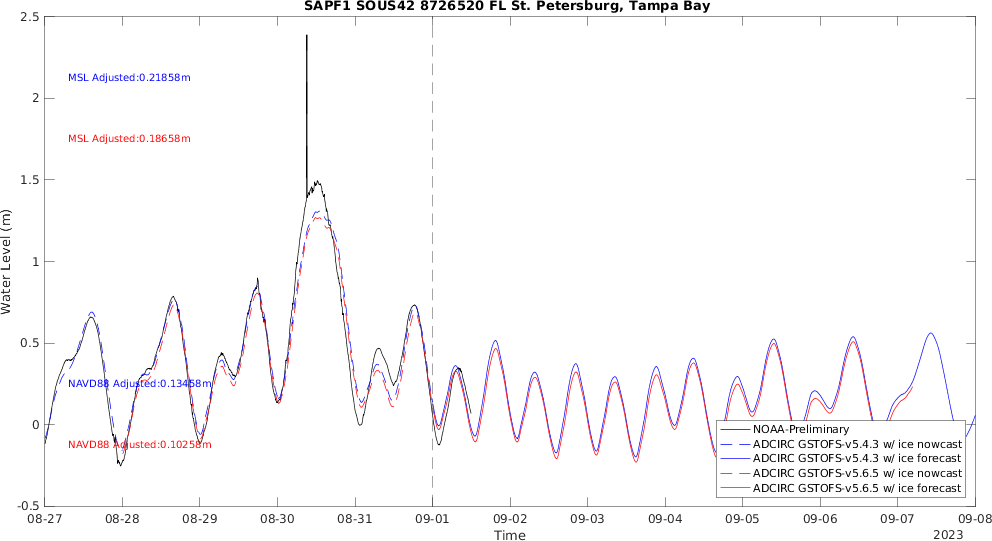 SAPF1 SOUS42 8726520 FL St. Petersburg, Tampa Bay
2.5
2
1.5
1
0.5
0
-0.5
Water Level (m)
MSL Adjusted:0.21858m
MSL Adjusted:0.18658m
NAVD88 Adjusted:0.13458m
NAVD88 Adjusted:0.10258m
NOAA-Preliminary
ADCIRC GSTOFS-v5.4.3 w/ ice nowcast
ADCIRC GSTOFS-v5.4.3 w/ ice forecast
ADCIRC GSTOFS-v5.6.5 w/ ice nowcast
ADCIRC GSTOFS-v5.6.5 w/ ice forecast
08-27 08-28 08-29 08-30 08-31 09-01 09-02 09-03 09-04 09-05 09-06 09-07 09-08
Time
2023